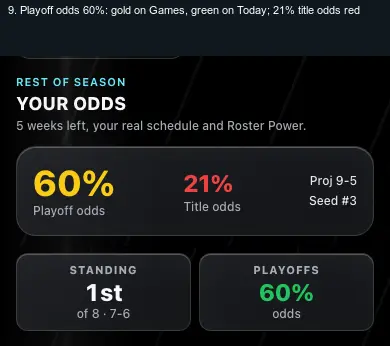 9. Playoff odds 60%: gold on Games, green on Today; 21% title odds red
REST OF SEASON
YOUR ODDS
5 weeks left, your real schedule and Roster Power.
60%
Playoff odds
21%
Title odds
Proj 9-5
Seed #3
STANDING
1st
of 8 · 7-6
PLAYOFFS
60%
odds